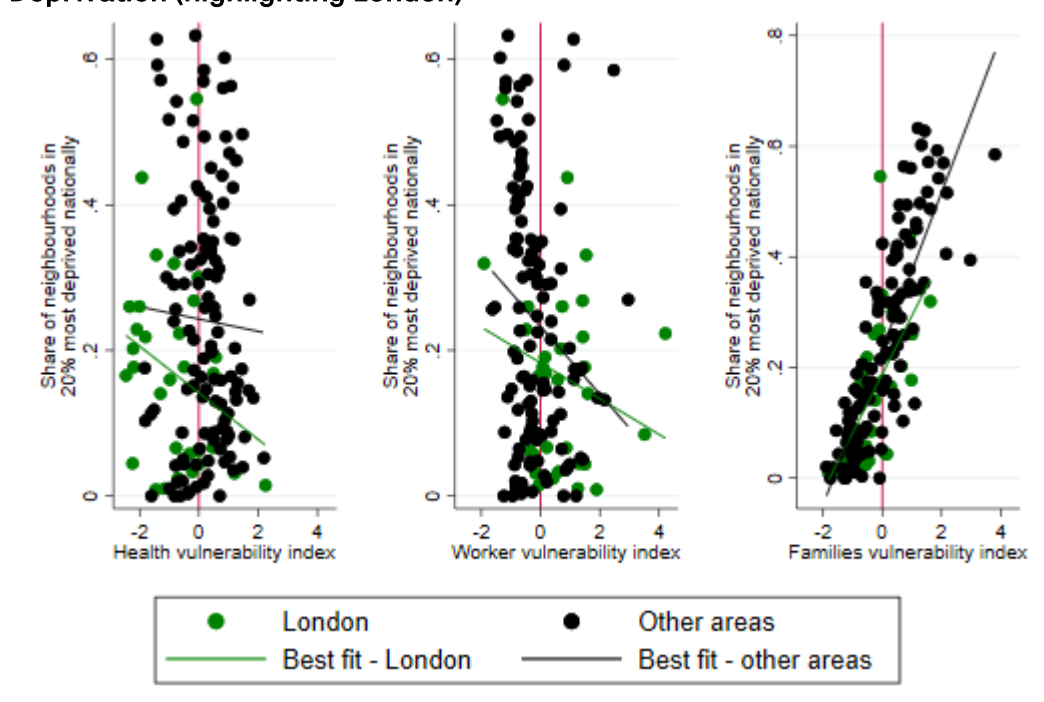 Deprivation (highlighting London)
Share of neighbourhoods in
20% most deprived nationally
.6
.4
.2
0
-2 0 2 4
Health vulnerability index
Share of neighbourhoods in
20% most deprived nationally
.6
.4
.2
0
-2 0 2 4
Worker vulnerability index
Share of neighbourhoods in
20% most deprived nationally
.8
.6
.4
.2
0
-2 0 2 4
Families vulnerability index
London
Other areas
Best fit - London
Best fit - other areas